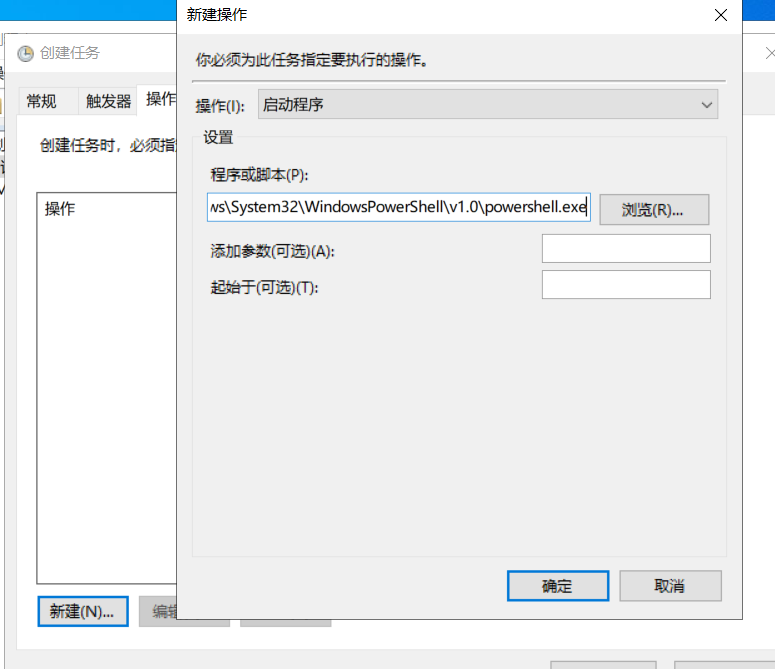 新建操作
创建任务
你必须为此任务指定要执行的操作。
常规 触发器 操作
操作(I): 启动程序
设置
创建任务时，必须指
程序或脚本(P):
操作
ws\System32\WindowsPowerShell\v1.0\powershell.exe
浏览(R)...
添加参数(可选)(A):
起始于(可选)(T):
确定 取消
新建(N)... 编辑